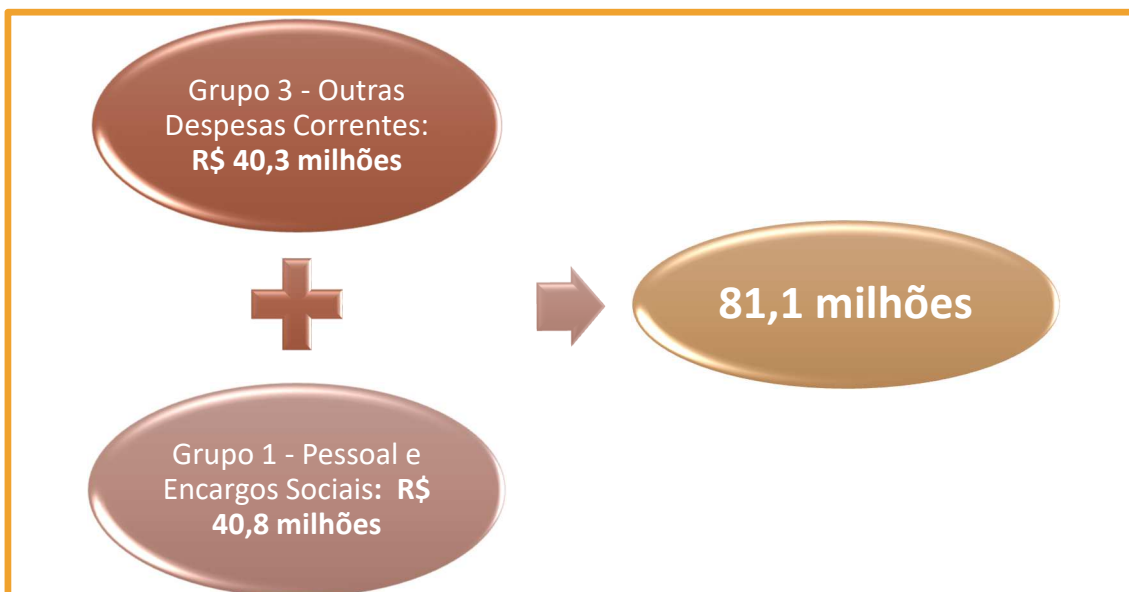 Grupo 3 - Outras
Despesas Correntes:
R$ 40,3 milhões
81,1 milhões
Grupo 1 - Pessoal e
Encargos Sociais: R$
40,8 milhões